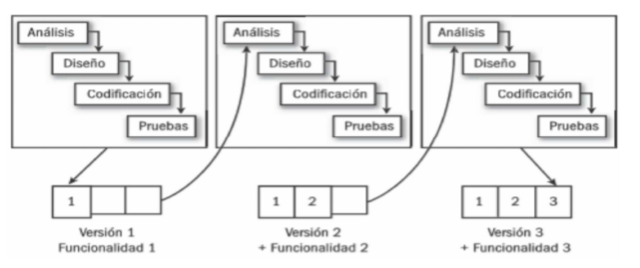 Análisis
Diseño
Codificación
Pruebas
Análisis
Diseño
Codificación
Pruebas
Análisis
Diseño
Codificación
Pruebas
1
Versión 1
Funcionalidad 1
1 2
Versión 2
+ Funcionalidad 2
1 2 3
Versión 3
+ Funcionalidad 3